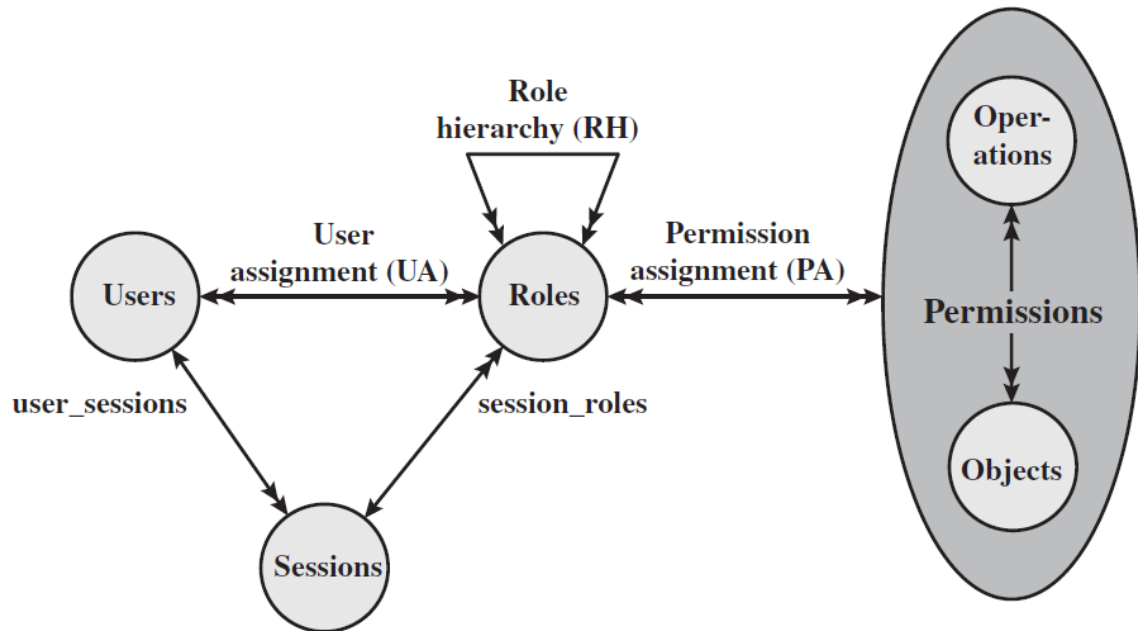 Role
hierarchy (RH)
Oper-
ations
User
assignment (UA)
Permission
assignment (PA)
Users
Roles
Permissions
user_sessions
session_roles
Objects
Sessions